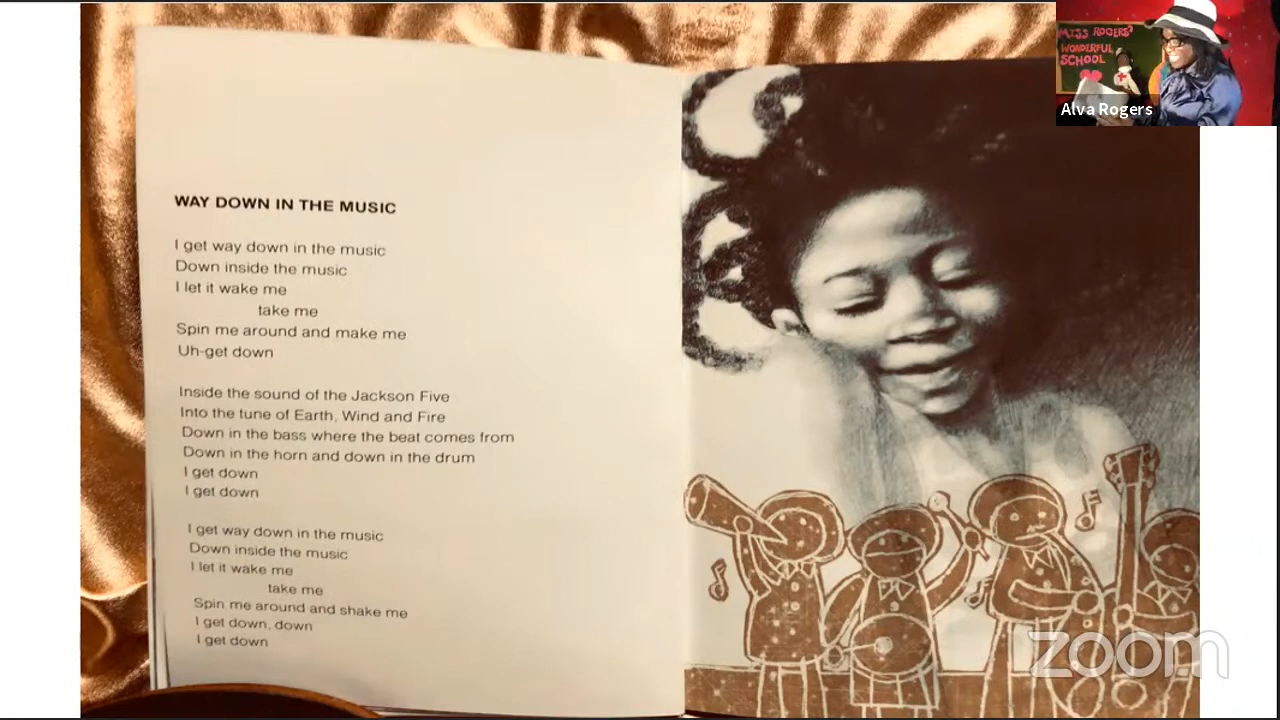 WAY DOWN IN THE MUSIC
I get way down in the music
Down inside the music
I let it wake me
take me
Spin me around and make me
Uh-get down
Inside the sound of the Jackson Five
Into the tune of Earth, Wind and Fire
Down in the bass where the beat comes from
Down in the horn and down in the drum
I get down
I get down
I get way down in the music
Down inside the music
I let it wake me
take me
Spin me around and shake me
I get down, down
I get down
MISS ROGERS'
WONDERFUL
SCHOOL
Alva Rogers
zoom